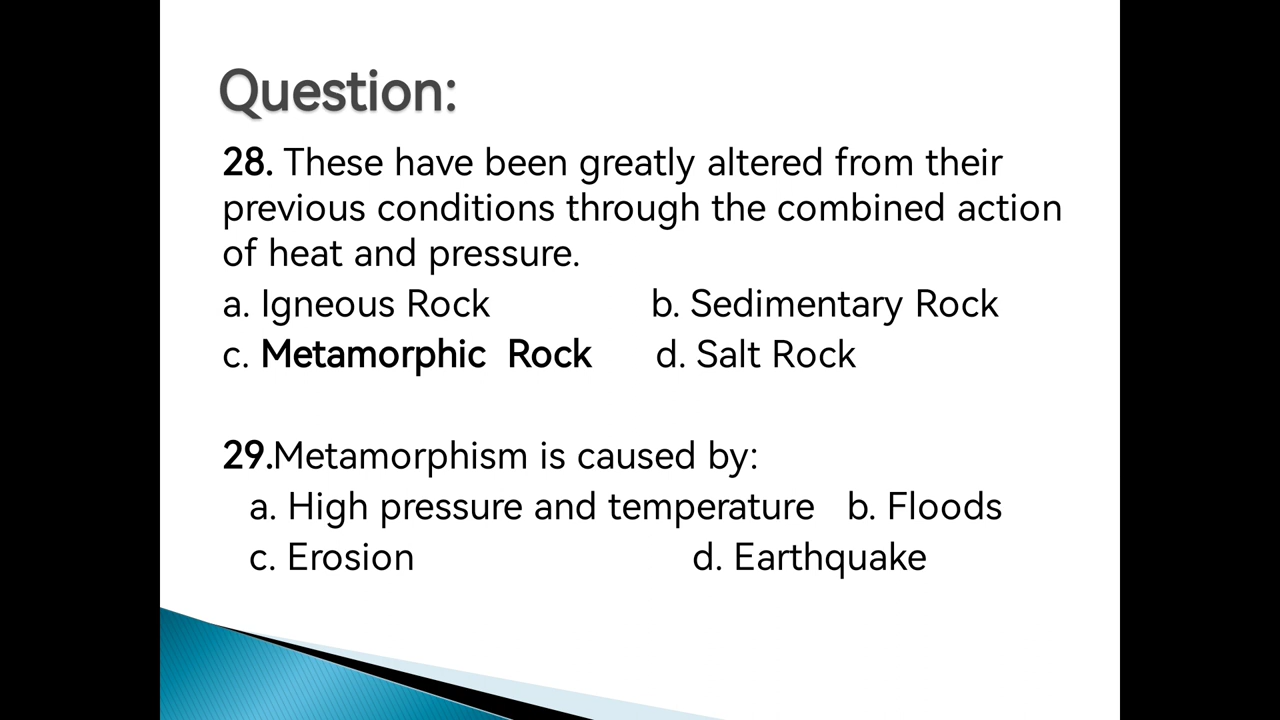 Question:
28. These have been greatly altered from their
previous conditions through the combined action
of heat and pressure.
a. Igneous Rock b. Sedimentary Rock
c. Metamorphic Rock d. Salt Rock
29.Metamorphism is caused by:
a. High pressure and temperature b. Floods
c. Erosion d. Earthquake